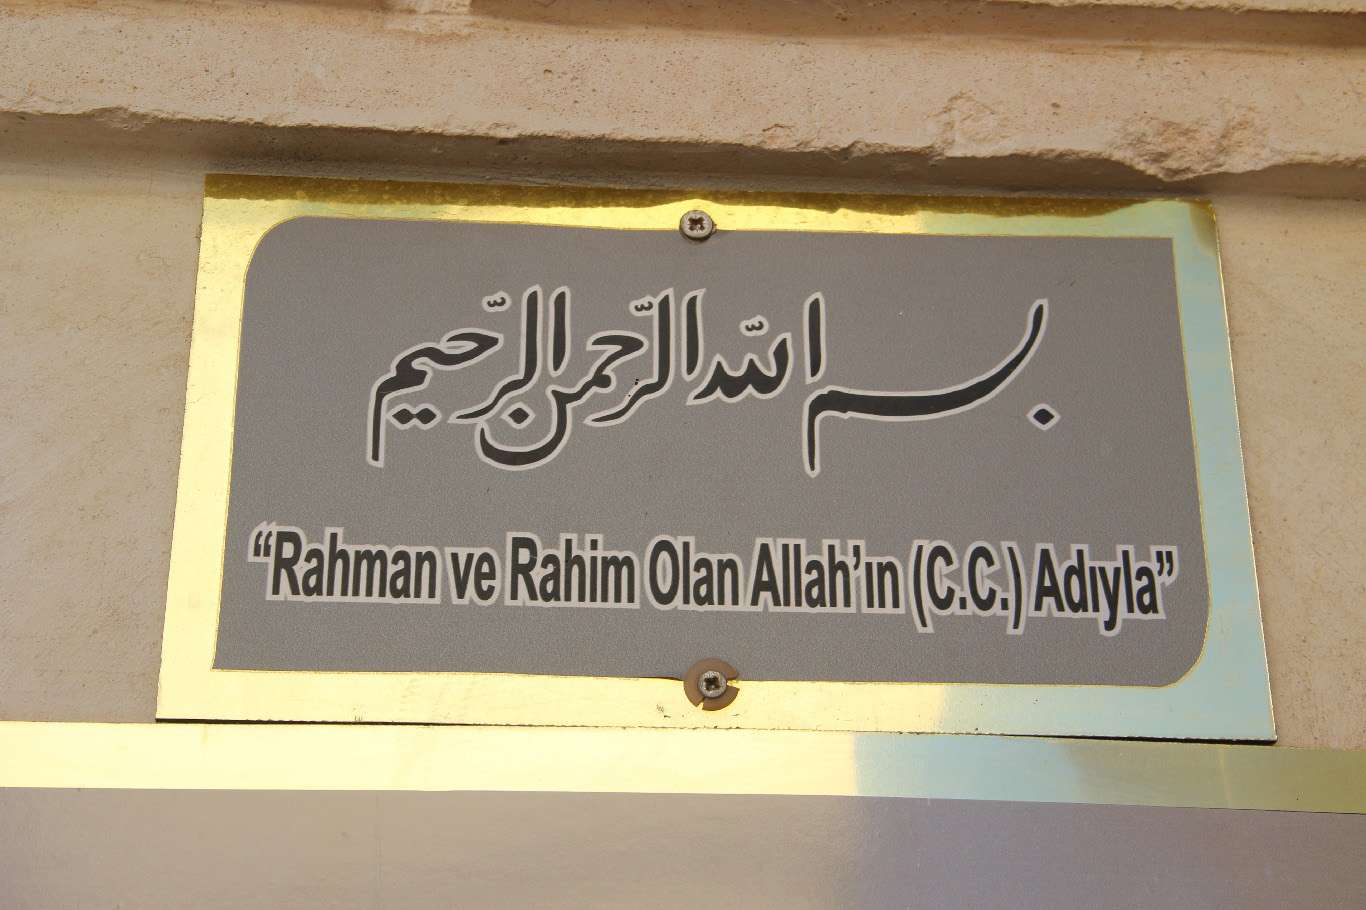 بسم الله الرحمن الرحيم
“Rahman ve Rahim Olan Allah’ın (C.C.) Adıyla”